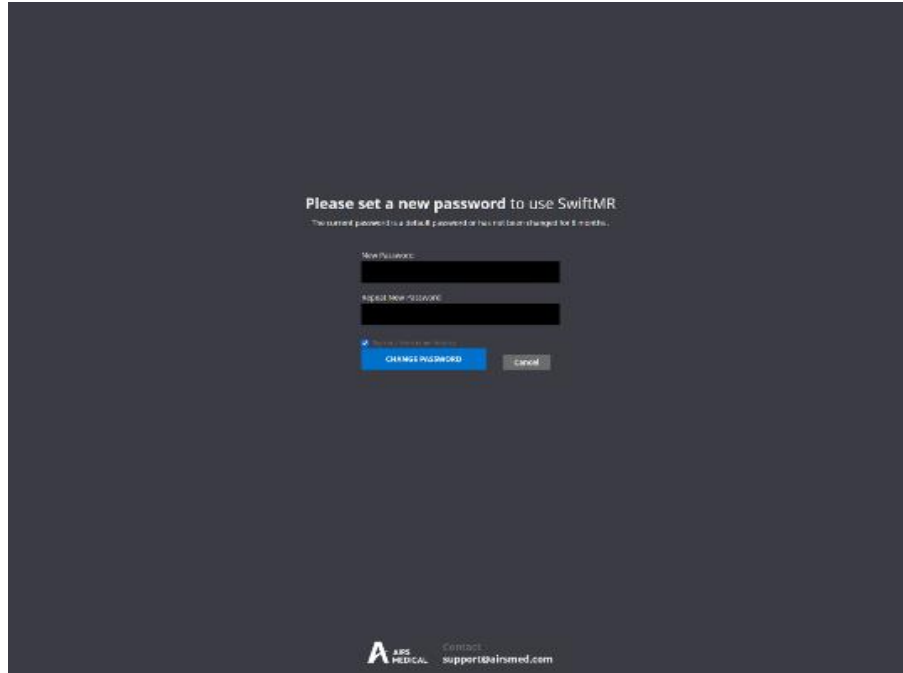 Please set a new password to use SwiftMR
The current password is a default password or has not been changed for 6 months.
New Password
Repeat New Password
CHANGE PASSWORD
Cancel
AIRS
MEDICAL
Contact
support@airsmed.com